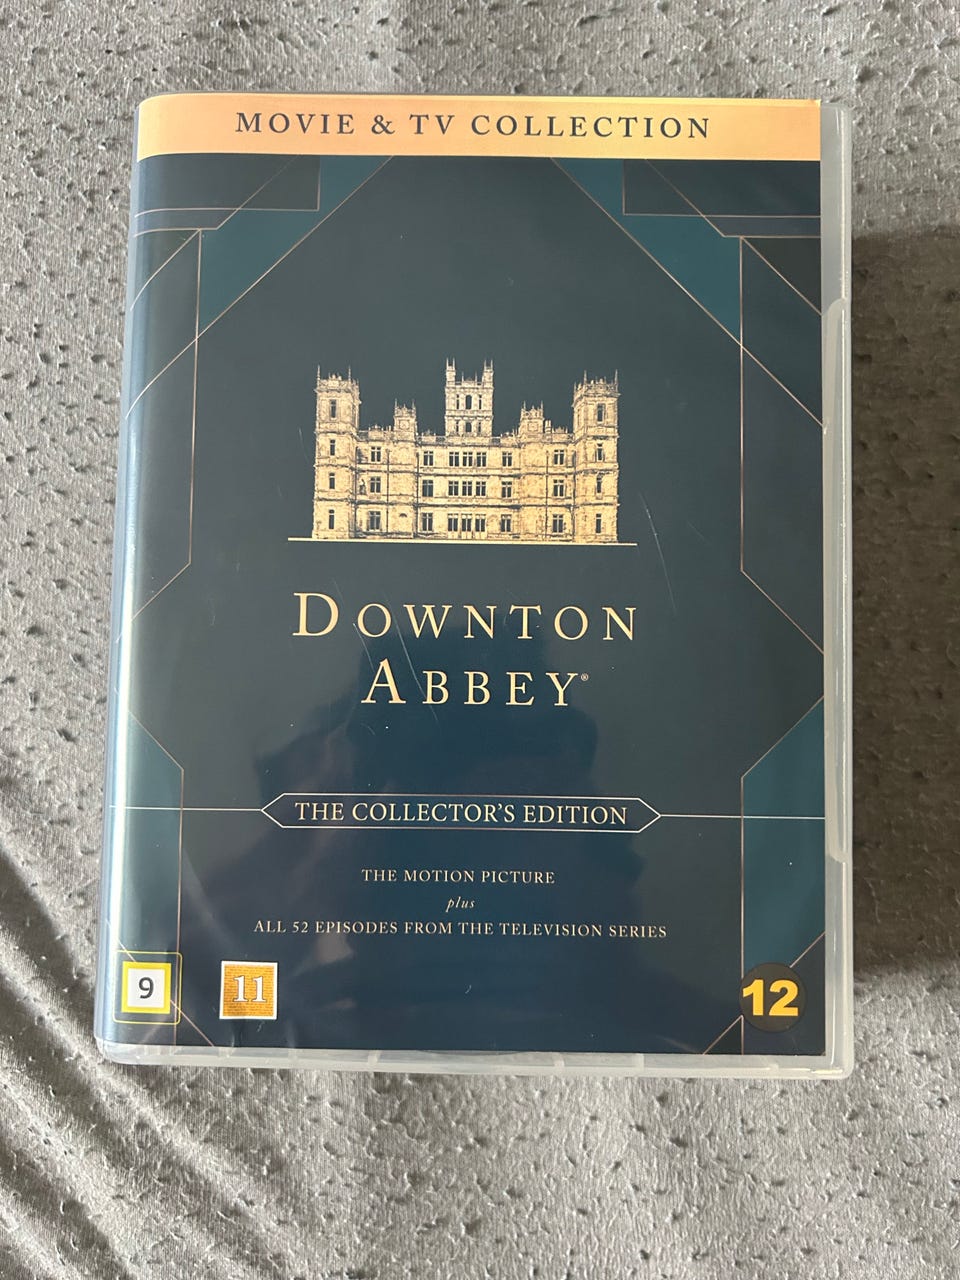 MOVIE & TV COLLECTION
DOWNTON
ABBEY®
THE COLLECTOR'S EDITION
THE MOTION PICTURE
plus
ALL 52 EPISODES FROM THE TELEVISION SERIES
9
11
12